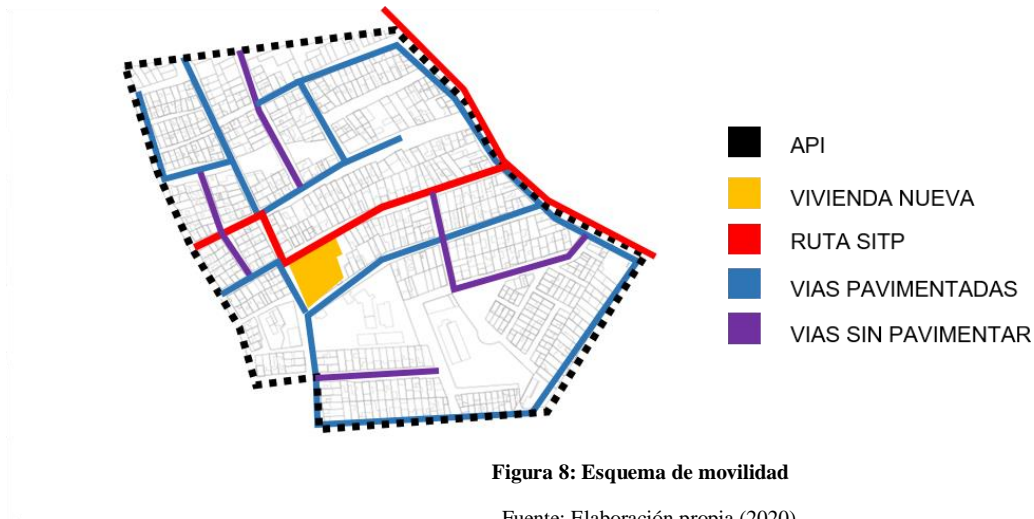 API
VIVIENDA NUEVA
RUTA SITP
VIAS PAVIMENTADAS
VIAS SIN PAVIMENTAR
Figura 8: Esquema de movilidad
Fuente: Elaboración propia (2020)